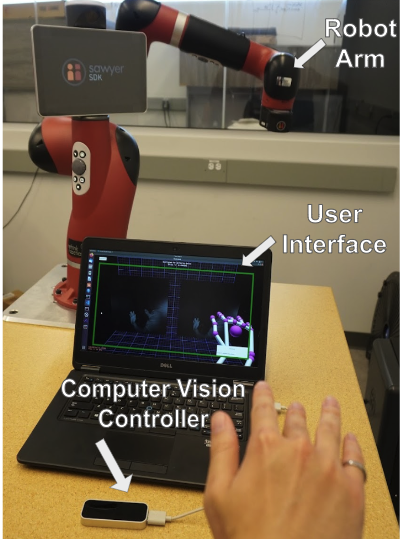 Robot
Arm
sawyer
SDK
User
Interface
DELL
Computer Vision
Controller